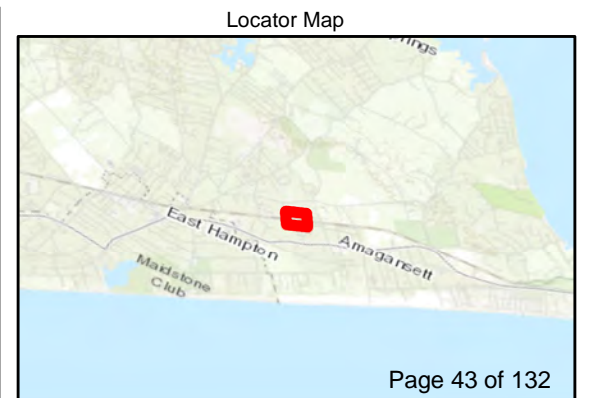 Locator Map
East Hampton
Amagansett
Maidstone
Club
Page 43 of 132